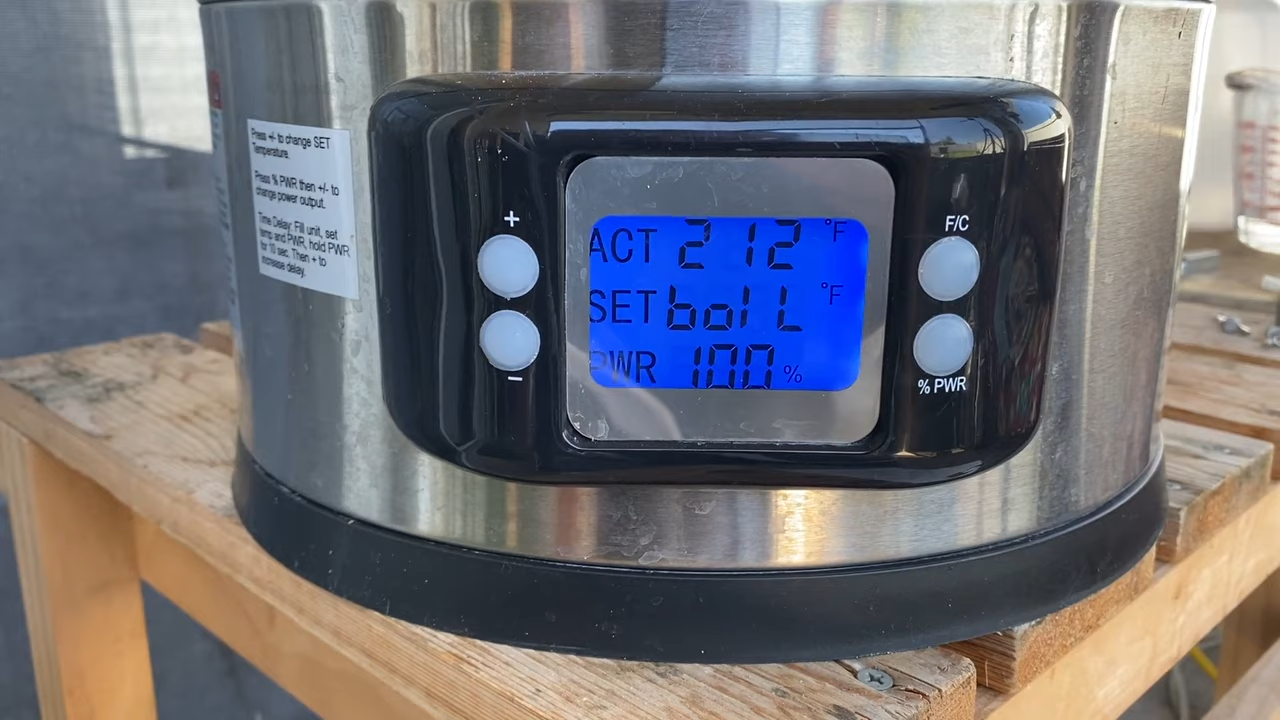 Press +/- to change SET
Temperature.
Press % PWR then +/- to
change power output.
Time Delay: Fill unit, set
temp and PWR, hold PWR
for 10 sec. Then + to
increase delay.
+
−
ACT 212 °F
SET boiL °F
PWR 100 %
F/C
% PWR